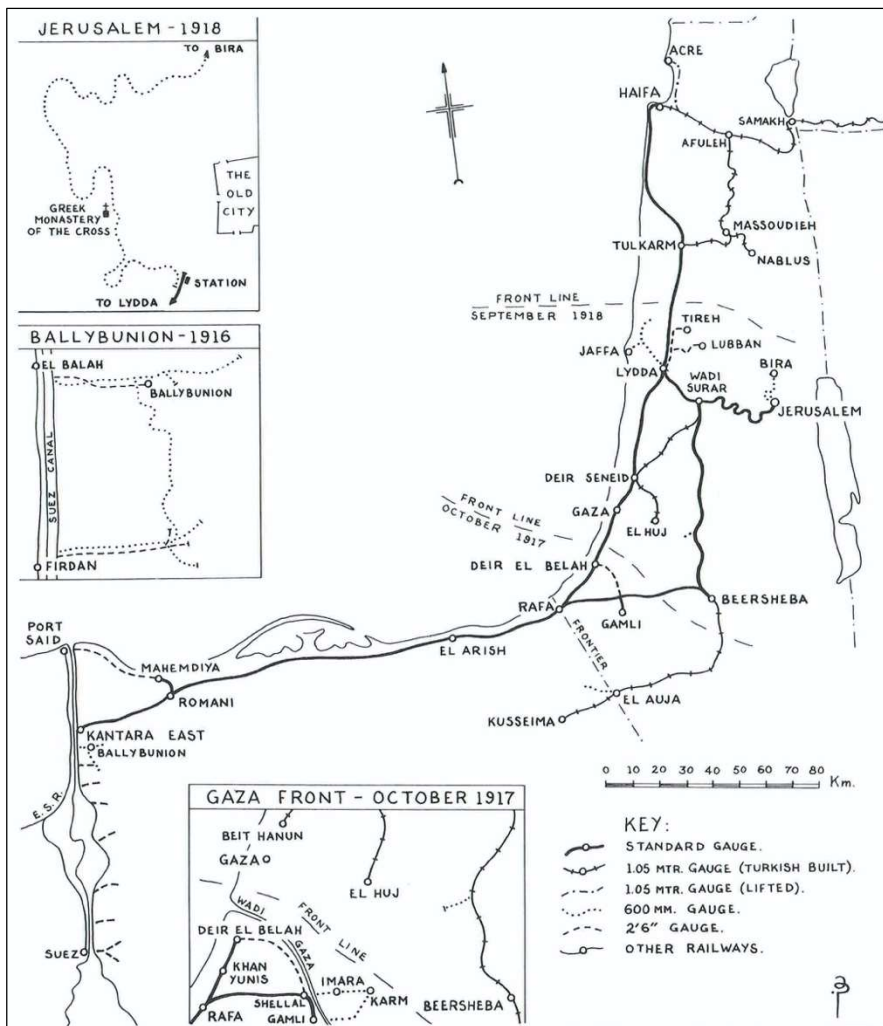 JERUSALEM - 1918
TO
BIRA
THE
OLD
CITY
GREEK
MONASTERY
OF THE CROSS
STATION
TO LYDDA
BALLYBUNION - 1916
EL BALAH
BALLYBUNION
SUEZ CANAL
FIRDAN
ACRE
HAIFA
SAMAKH
AFULEH
MASSOUDIEH
TULKARM
NABLUS
FRONT LINE
SEPTEMBER 1918
TIREH
JAFFA
LUBBAN
LYDDA
WADI
SURAR
BIRA
JERUSALEM
DEIR SENEID
FRONT LINE
OCTOBER 1917
GAZA
EL HUJ
DEIR EL BELAH
RAFA
BEERSHEBA
GAMLI
FRONTIER
PORT
SAID
MAHEMDIYA
EL ARISH
ROMANI
EL AUJA
KUSSEIMA
KANTARA EAST
BALLYBUNION
E.S.R.
SUEZ
0 10 20 30 40 50 60 70 80 Km.
GAZA FRONT - OCTOBER 1917
BEIT HANUN
GAZA
EL HUJ
WADI
GAZA
FRONT LINE
DEIR EL BELAH
KHAN
YUNIS
IMARA
KARM
SHELLAL
RAFA
GAMLI
BEERSHEBA
KEY:
STANDARD GAUGE.
1.05 MTR. GAUGE (TURKISH BUILT).
1.05 MTR. GAUGE (LIFTED).
600 MM. GAUGE.
2'6" GAUGE.
OTHER RAILWAYS.